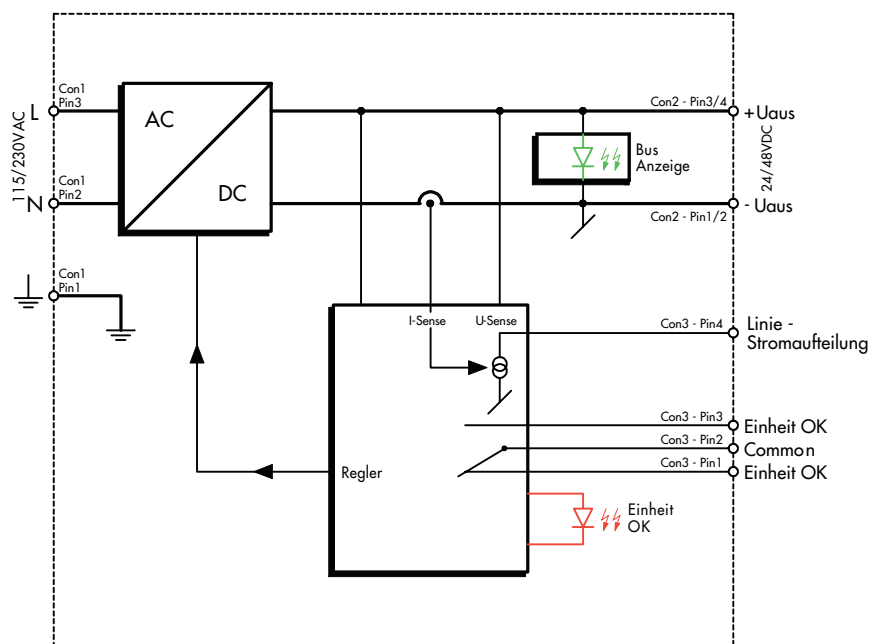 115/230VAC
L
Con1
Pin3
N
Con1
Pin2
Con1
Pin1
AC
DC
Con2 - Pin3/4
+Uaus
Bus
Anzeige
24/48VDC
Con2 - Pin1/2
- Uaus
I-Sense
U-Sense
Con3 - Pin4
Linie -
Stromaufteilung
Con3 - Pin3
Einheit OK
Con3 - Pin2
Common
Con3 - Pin1
Einheit OK
Regler
Einheit
OK